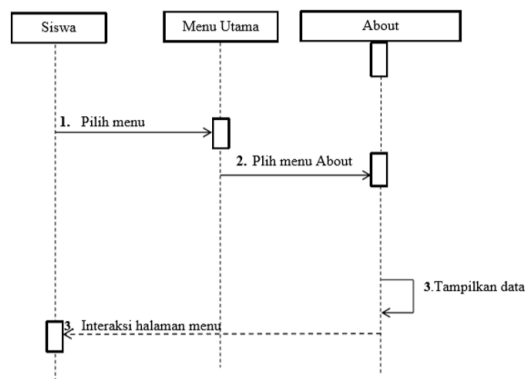 Siswa
Menu Utama
About
1. Pilih menu
2. Plih menu About
3.Tampilkan data
3. Interaksi halaman menu